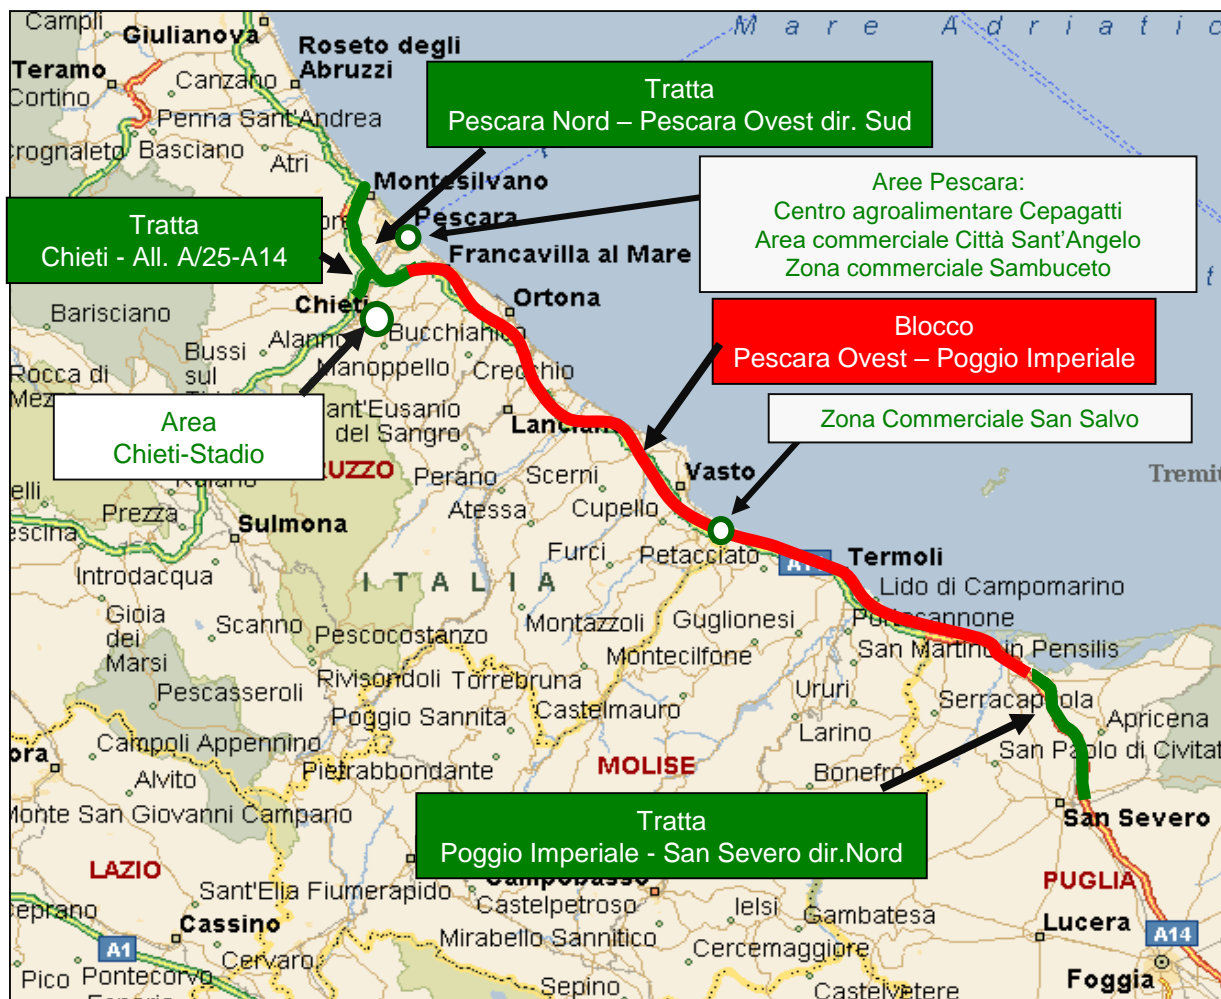 Mare Adriatic
Campli
Giulianova
Roseto degli
Abruzzi
Teramo
Canzano
Cortino
Penna Sant'Andrea
Crognaleto
Basciano
Atri
Tratta
Pescara Nord – Pescara Ovest dir. Sud
Montesilvano
Pescara
Aree Pescara:
Centro agroalimentare Cepagatti
Area commerciale Città Sant'Angelo
Zona commerciale Sambuceto
Tratta
Chieti - All. A/25-A14
Francavilla al Mare
Chieti
Ortona
Barisciano
Alanno
Bucchianico
Bussi
sul
Manoppello
Crecchio
Rocca di
Blocco
Pescara Ovest – Poggio Imperiale
Area
Chieti-Stadio
Sant'Eusanio
del Sangro
Lanciano
Zona Commerciale San Salvo
RUZZO
Perano
Scerni
Vasto
Tremit
Prezza
Sulmona
Atessa
Cupello
Furci
Petacciato
Termoli
Introdacqua
ITALIA
Lido di Campomarino
Gioia
dei
Marsi
Scanno
Pescocostanzo
Montazzoli
Guglionesi
Portocannone
San Martino in Pensilis
Montecilfone
Pescasseroli
Rivisondoli
Torrebruna
Ururi
Serracapriola
Poggio Sannita
Castelmauro
Larino
Apricena
ora
Campoli Appennino
San Paolo di Civitat
Alvito
Pietrabbondante
MOLISE
Bonefro
Monte San Giovanni Campano
Tratta
Poggio Imperiale - San Severo dir.Nord
San Severo
LAZIO
Sant'Elia Fiumerapido
Campobasso
PUGLIA
ceprano
Cassino
Castelpetroso
Ielsi
Gambatesa
Lucera
A1
Mirabello Sannitico
Cercemaggiore
A14
Pico
Pontecorvo
Cervaro
Sepino
Castelvetere
Foggia